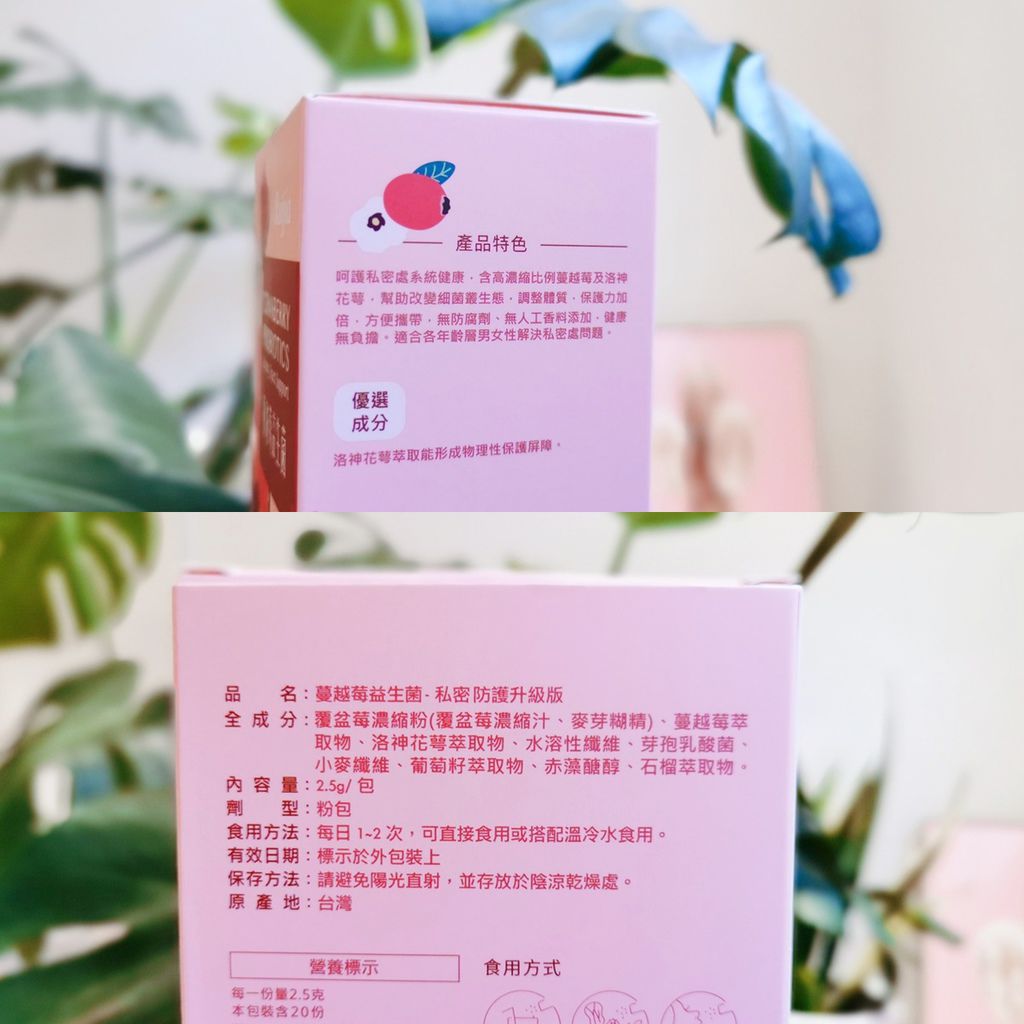 產品特色
呵護私密處系統健康，含高濃縮比例蔓越莓及洛神
花萼，幫助改變細菌叢生態，調整體質，保護力加
倍，方便攜帶，無防腐劑、無人工香料添加，健康
無負擔。適合各年齡層男女性解決私密處問題。
優選
成分
洛神花萼萃取能形成物理性保護屏障。
品名：蔓越莓益生菌-私密防護升級版
全成分：覆盆莓濃縮粉(覆盆莓濃縮汁、麥芽糊精)、蔓越莓萃
取物、洛神花萼萃取物、水溶性纖維、芽孢乳酸菌、
小麥纖維、葡萄籽萃取物、赤藻醣醇、石榴萃取物。
內容量：2.5g/包
劑型：粉包
食用方法：每日1~2次，可直接食用或搭配溫冷水食用。
有效日期：標示於外包裝上
保存方法：請避免陽光直射，並存放於陰涼乾燥處。
原產地：台灣
營養標示
食用方式
每一份量2.5克
本包裝含20份